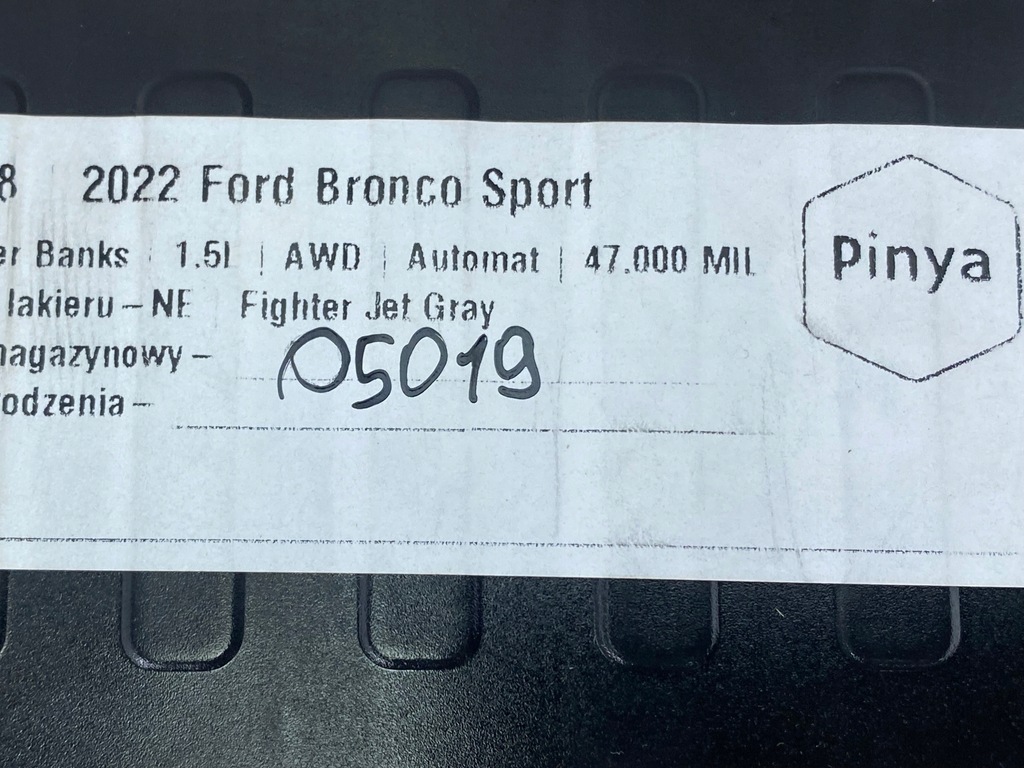 8 2022 Ford Bronco Sport
er Banks | 1.5l | AWD | Automat | 47.000 MIL
lakieru – NE Fighter Jet Gray
magazynowy – 05019
odzenia –
Pinya